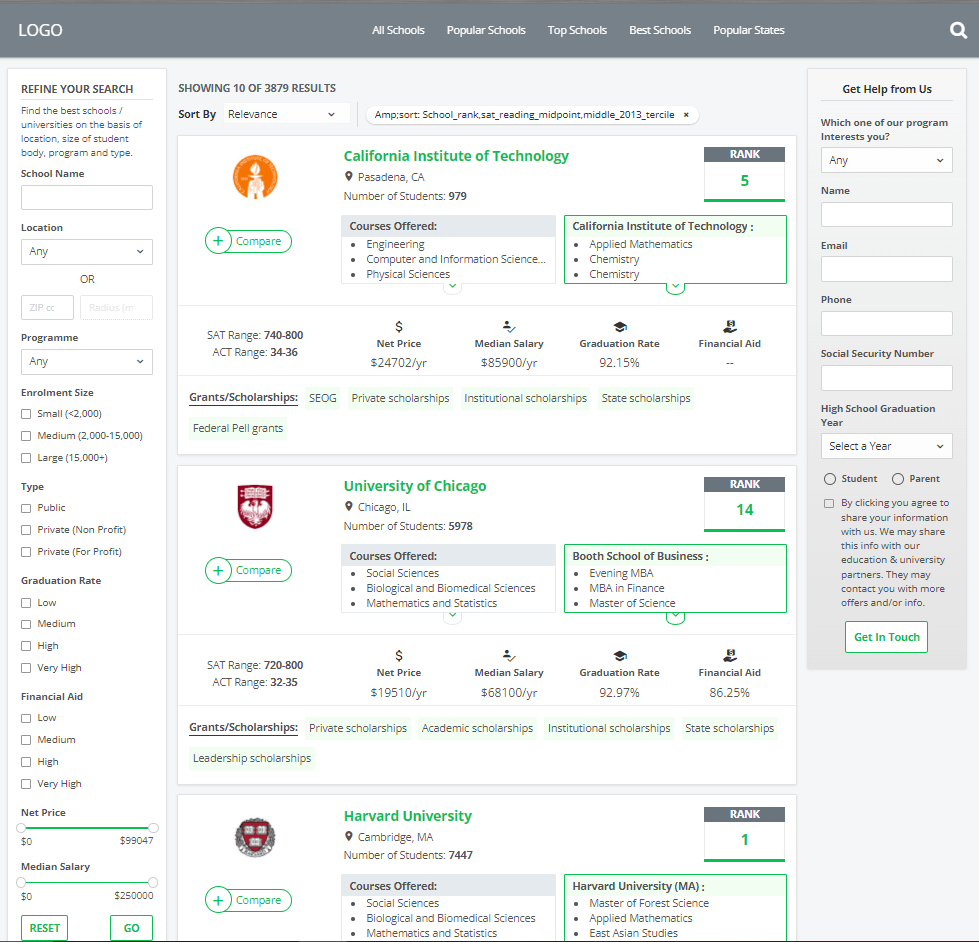 LOGO
All Schools Popular Schools Top Schools Best Schools Popular States
REFINE YOUR SEARCH
Find the best schools /
universities on the basis of
location, size of student
body, program and type.
School Name
Location
Any
OR
ZIP cc Radius (m
Programme
Any
Enrolment Size
Small (<2,000)
Medium (2,000-15,000)
Large (15,000+)
Type
Public
Private (Non Profit)
Private (For Profit)
Graduation Rate
Low
Medium
High
Very High
Financial Aid
Low
Medium
High
Very High
Net Price
$0 $99047
Median Salary
$0 $250000
RESET GO
SHOWING 10 OF 3879 RESULTS
Sort By Relevance Amp;sort: School_rank,sat_reading_midpoint,middle_2013_tercile ×
California Institute of Technology
Pasadena, CA
Number of Students: 979
RANK
5
+ Compare
Courses Offered:
Engineering
Computer and Information Science...
Physical Sciences
California Institute of Technology :
Applied Mathematics
Chemistry
Chemistry
SAT Range: 740-800
ACT Range: 34-36
$
Net Price
$24702/yr
Median Salary
$85900/yr
Graduation Rate
92.15%
Financial Aid
--
Grants/Scholarships: SEOG Private scholarships Institutional scholarships State scholarships
Federal Pell grants
University of Chicago
Chicago, IL
Number of Students: 5978
RANK
14
+ Compare
Courses Offered:
Social Sciences
Biological and Biomedical Sciences
Mathematics and Statistics
Booth School of Business :
Evening MBA
MBA in Finance
Master of Science
SAT Range: 720-800
ACT Range: 32-35
$
Net Price
$19510/yr
Median Salary
$68100/yr
Graduation Rate
92.97%
Financial Aid
86.25%
Grants/Scholarships: Private scholarships Academic scholarships Institutional scholarships State scholarships
Leadership scholarships
Harvard University
Cambridge, MA
Number of Students: 7447
RANK
1
+ Compare
Courses Offered:
Social Sciences
Biological and Biomedical Sciences
Mathematics and Statistics
Harvard University (MA) :
Master of Forest Science
Applied Mathematics
East Asian Studies
Get Help from Us
Which one of our program
Interests you?
Any
Name
Email
Phone
Social Security Number
High School Graduation
Year
Select a Year
Student Parent
By clicking you agree to
share your information
with us. We may share
this info with our
education & university
partners. They may
contact you with more
offers and/or info.
Get In Touch